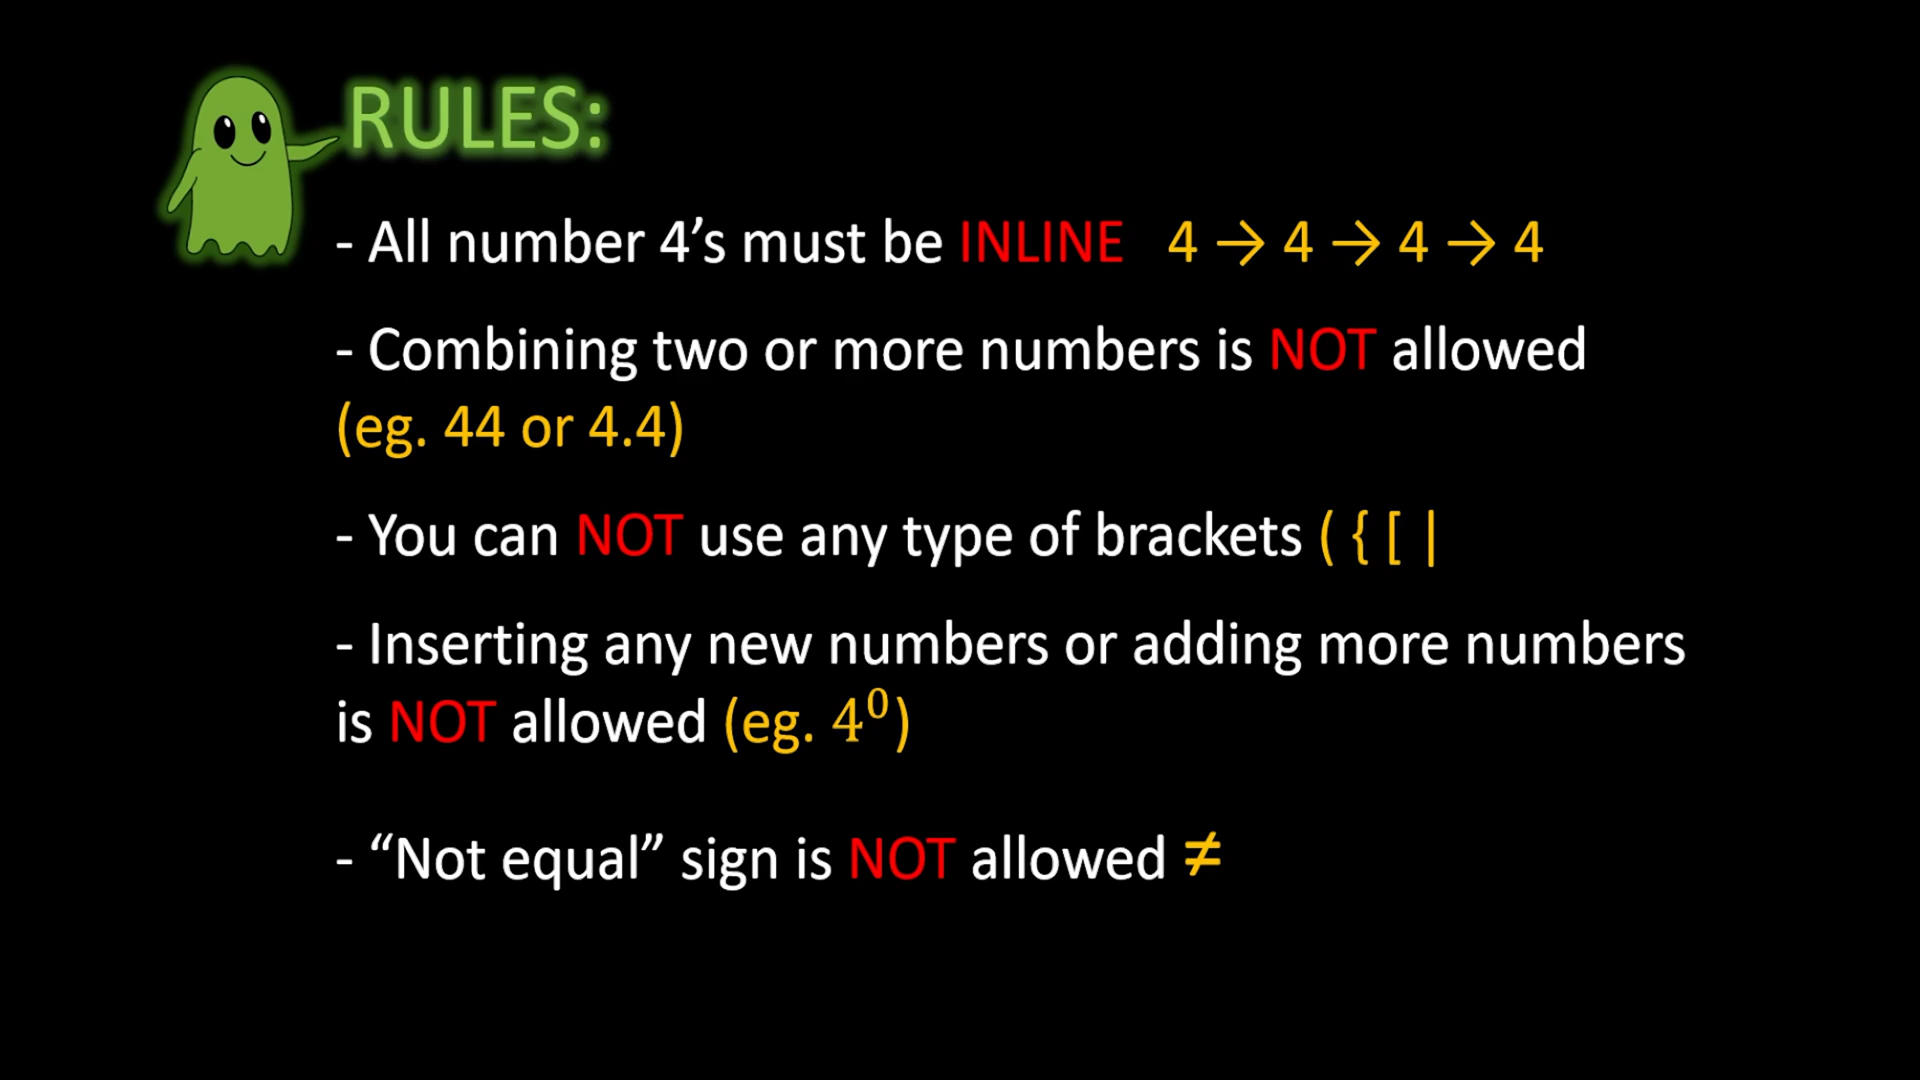 RULES:
- All number 4’s must be INLINE 4 → 4 → 4 → 4
- Combining two or more numbers is NOT allowed
(eg. 44 or 4.4)
- You can NOT use any type of brackets ( { [ |
- Inserting any new numbers or adding more numbers
is NOT allowed (eg. 4⁰)
- “Not equal” sign is NOT allowed ≠